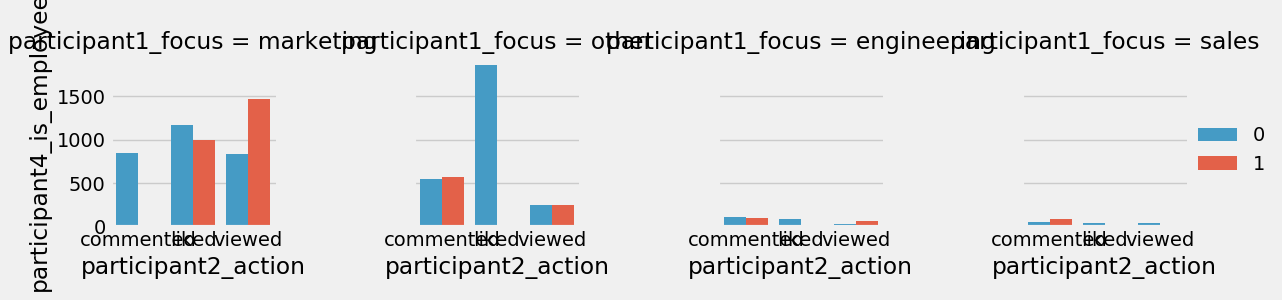 participant1_focus = marketing
participant1_focus = other
participant1_focus = engineering
participant1_focus = sales
participant4_is_employee
1500
1000
500
0
commented liked viewed
commented liked viewed
commented liked viewed
commented liked viewed
participant2_action
participant2_action
participant2_action
participant2_action
0
1